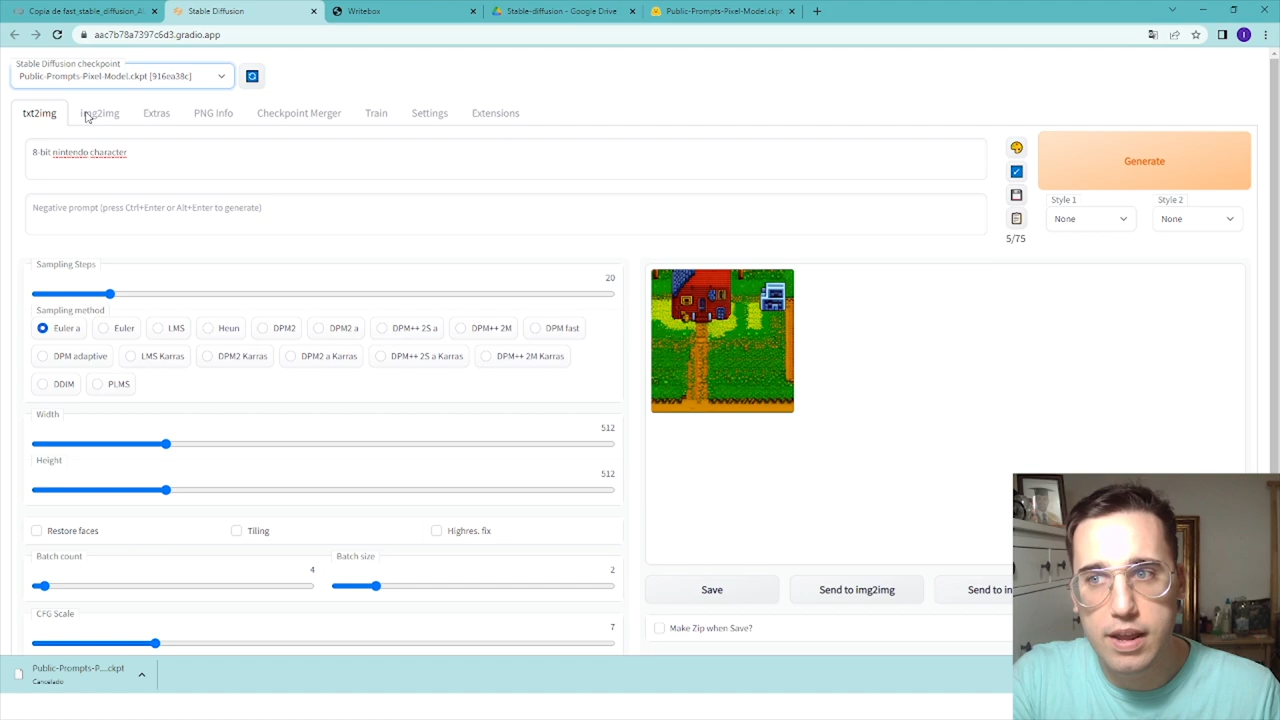 Copia de fast_stable_diffusion_AU
Stable Diffusion
Writebox
Stable-diffusion - Google Drive
Public-Prompts-Pixel-Model.ckpt
aac7b78a7397c6d3.gradio.app
Stable Diffusion checkpoint
Public-Prompts-Pixel-Model.ckpt [916ea38c]
txt2img img2img Extras PNG Info Checkpoint Merger Train Settings Extensions
8-bit nintendo character
Generate
Negative prompt (press Ctrl+Enter or Alt+Enter to generate)
Style 1 Style 2
None None
5/75
Sampling Steps
20
Sampling method
Euler a Euler LMS Heun DPM2 DPM2 a DPM++ 2S a DPM++ 2M DPM fast
DPM adaptive LMS Karras DPM2 Karras DPM2 a Karras DPM++ 2S a Karras DPM++ 2M Karras
DDIM PLMS
Width
512
Height
512
Restore faces Tiling Highres. fix
Batch count Batch size
4 2
CFG Scale
7
Save Send to img2img Send to in
Make Zip when Save?
Public-Prompts-P....ckpt
Cancelado